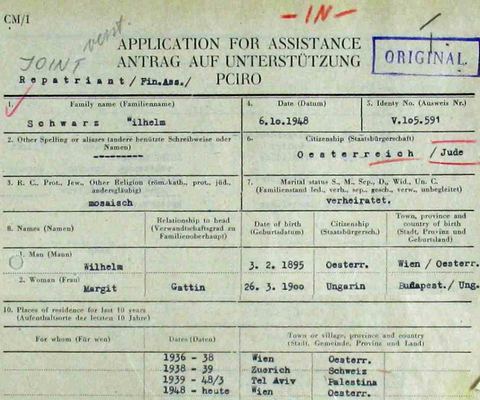 CM/1
-IN-
JOINT verst.
APPLICATION FOR ASSISTANCE
ANTRAG AUF UNTERSTÜTZUNG
PCIRO
ORIGINAL.
Repatriant / Fin.Ass./
1. Family name (Familienname)
Schwarz Wilhelm
4. Date (Datum)
6.10.1948
5. Identy No. (Ausweis Nr.)
V.105.591
2. Other Spelling or aliases (andere benützte Schreibweise oder Namen)
---------
6. Citizenship (Staatsbürgerschaft)
Oesterreich / Jude
3. R. C., Prot., Jew., Other Religion (röm.-kath., prot., jüd., andergläubig)
mosaisch
7. Marital status S., M., Sep., D., Wid., Un. C.
(Familienstand led., verh., sep., gesch., verw., unbegleitet)
verheiratet.
8. Names (Namen)
Relationship to head (Verwandtschaftsgrad zu Familienoberhaupt)
Date of birth (Geburtsdatum)
Citizenship (Staatsbürgersch.)
Town, province and country of birth (Stadt, Provinz und Geburtsland)
1. Man (Mann) Wilhelm 3. 2. 1895 Oesterr. Wien / Oesterr.
2. Woman (Frau) Margit Gattin 26. 3. 1900 Ungarin Budapest./ Ung.
10. Places of residence for last 10 years
(Aufenthaltsorte der letzten 10 Jahre)
For whom (Für wen) Dates (Daten) Town or village, province and country
(Stadt, Gemeinde, Provinz und Land)
1936 - 38 Wien Oesterr.
1938 - 39 Zuerich Schweiz
1939 - 48/3 Tel Aviv Palestina
1948 - heute Wien Oesterr.